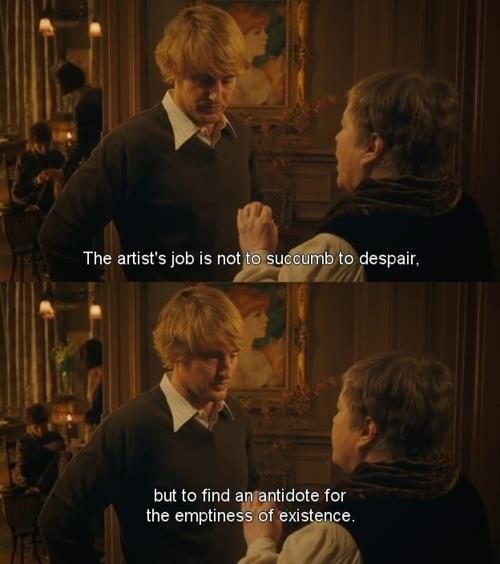 The artist's job is not to succumb to despair,
but to find an antidote for
the emptiness of existence.